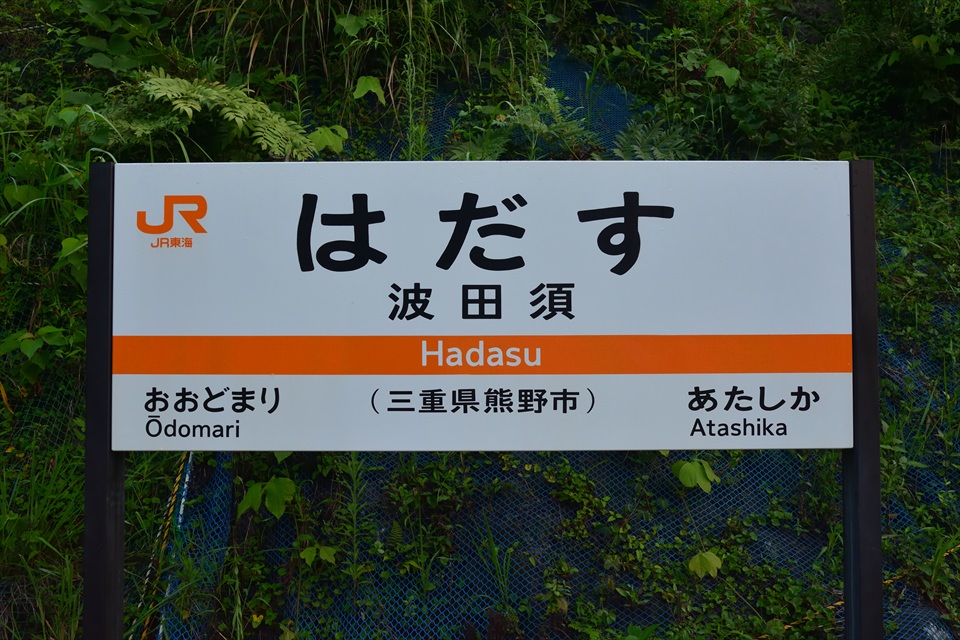 JR
JR東海
はだす
波田須
Hadasu
おおどまり
Ōdomari
（三重県熊野市）
あたしか
Atashika